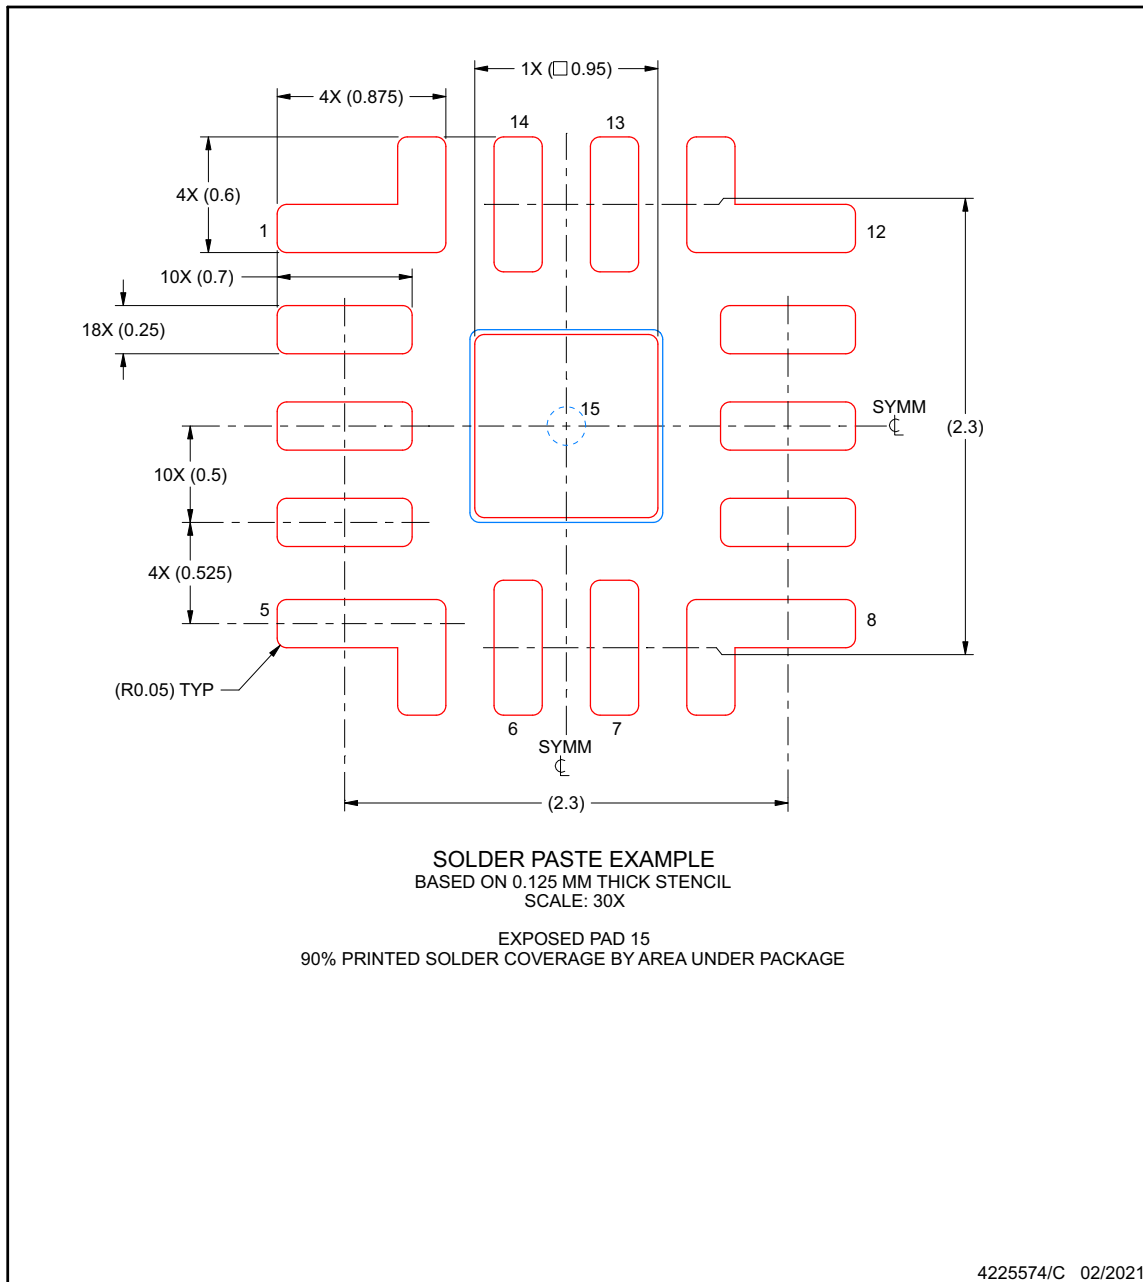 1X (□ 0.95)
4X (0.875)
14
13
4X (0.6)
1
12
10X (0.7)
18X (0.25)
15
SYMM
℄
(2.3)
10X (0.5)
4X (0.525)
5
8
(R0.05) TYP
6
7
SYMM
℄
(2.3)
SOLDER PASTE EXAMPLE
BASED ON 0.125 MM THICK STENCIL
SCALE: 30X
EXPOSED PAD 15
90% PRINTED SOLDER COVERAGE BY AREA UNDER PACKAGE
4225574/C 02/2021